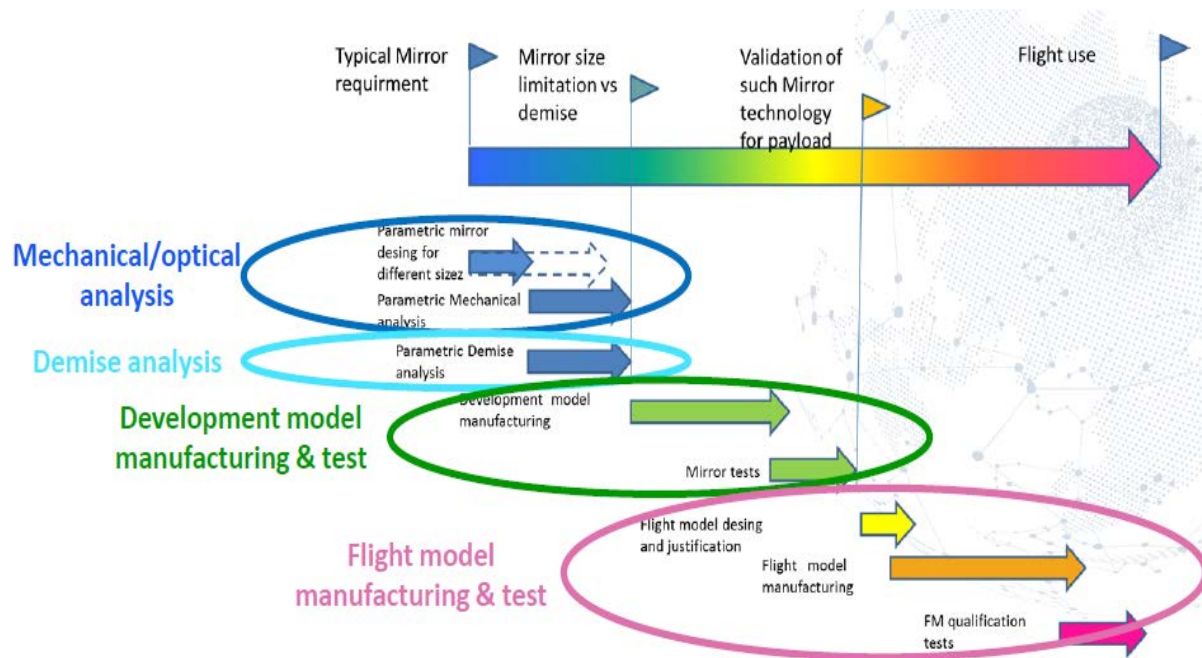 Typical Mirror
requirment
Mirror size
limitation vs
demise
Validation of
such Mirror
technology
for payload
Flight use
Mechanical/optical
analysis
Parametric mirror
desing for
different sizez
Parametric Mechanical
analysis
Demise analysis
Parametric Demise
analysis
Development model
manufacturing & test
Development model
manufacturing
Mirror tests
Flight model
manufacturing & test
Flight model desing
and justification
Flight model
manufacturing
FM qualification
tests